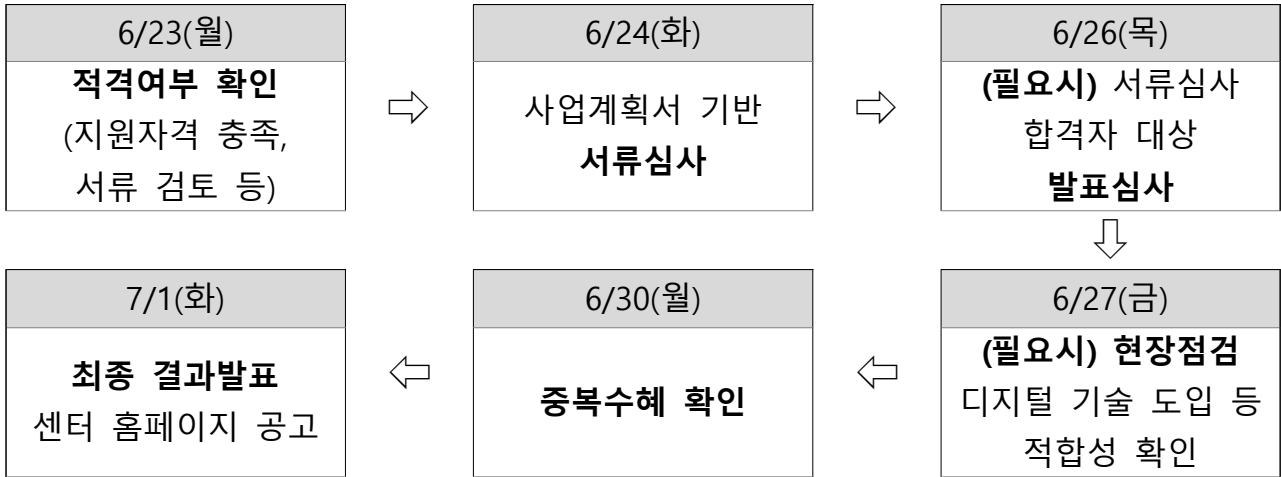 6/23(월)
적격여부 확인
(지원자격 충족,
서류 검토 등)
⇨
6/24(화)
사업계획서 기반
서류심사
⇨
6/26(목)
(필요시) 서류심사
합격자 대상
발표심사
⇩
6/27(금)
(필요시) 현장점검
디지털 기술 도입 등
적합성 확인
⇦
6/30(월)
중복수혜 확인
⇦
7/1(화)
최종 결과발표
센터 홈페이지 공고